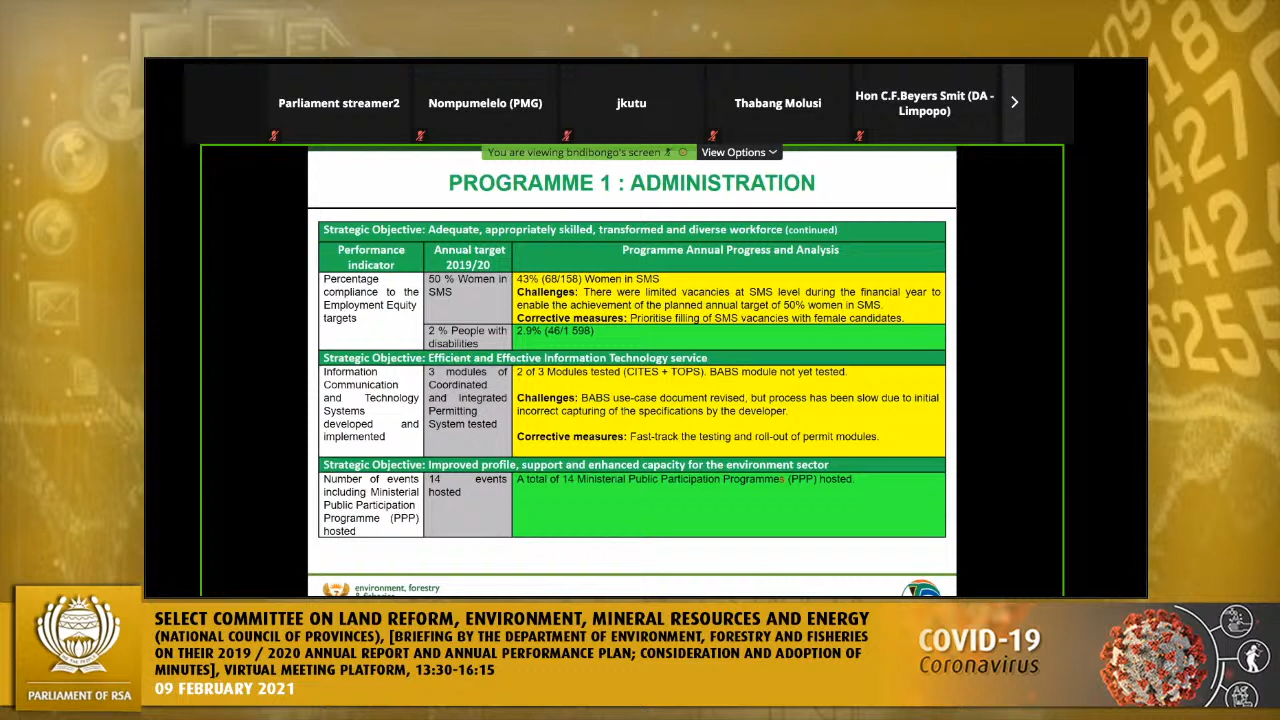 Parliament streamer2
Nompumelelo (PMG)
jkutu
Thabang Molusi
Hon C.F.Beyers Smit (DA -
Limpopo)
You are viewing bndibongo's screen
View Options
PROGRAMME 1 : ADMINISTRATION
Strategic Objective: Adequate, appropriately skilled, transformed and diverse workforce (continued)
Performance
indicator
Annual target
2019/20
Programme Annual Progress and Analysis
Percentage
compliance to the
Employment Equity
targets
50 % Women in
SMS
43% (68/158) Women in SMS
Challenges: There were limited vacancies at SMS level during the financial year to
enable the achievement of the planned annual target of 50% women in SMS.
Corrective measures: Prioritise filling of SMS vacancies with female candidates.
2 % People with
disabilities
2.9% (46/1 598)
Strategic Objective: Efficient and Effective Information Technology service
Information
Communication
and Technology
Systems
developed and
implemented
3 modules of
Coordinated
and Integrated
Permitting
System tested
2 of 3 Modules tested (CITES + TOPS). BABS module not yet tested.
Challenges: BABS use-case document revised, but process has been slow due to initial
incorrect capturing of the specifications by the developer.
Corrective measures: Fast-track the testing and roll-out of permit modules.
Strategic Objective: Improved profile, support and enhanced capacity for the environment sector
Number of events
including Ministerial
Public Participation
Programme (PPP)
hosted
14 events
hosted
A total of 14 Ministerial Public Participation Programmes (PPP) hosted.
environment, forestry
PARLIAMENT OF RSA
SELECT COMMITTEE ON LAND REFORM, ENVIRONMENT, MINERAL RESOURCES AND ENERGY
(NATIONAL COUNCIL OF PROVINCES), [BRIEFING BY THE DEPARTMENT OF ENVIRONMENT, FORESTRY AND FISHERIES
ON THEIR 2019 / 2020 ANNUAL REPORT AND ANNUAL PERFORMANCE PLAN; CONSIDERATION AND ADOPTION OF
MINUTES], VIRTUAL MEETING PLATFORM, 13:30-16:15
09 FEBRUARY 2021
COVID-19
Coronavirus